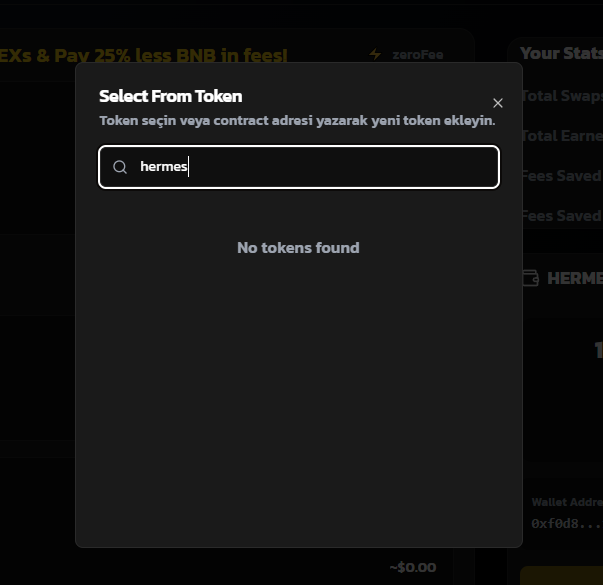 EXs & Pay 25% less BNB in fees!
zeroFee
Your Stats
Select From Token
Token seçin veya contract adresi yazarak yeni token ekleyin.
Total Swaps
hermes
Total Earne
Fees Saved
Fees Saved
No tokens found
HERME
Wallet Addre
0xf0d8...
~$0.00